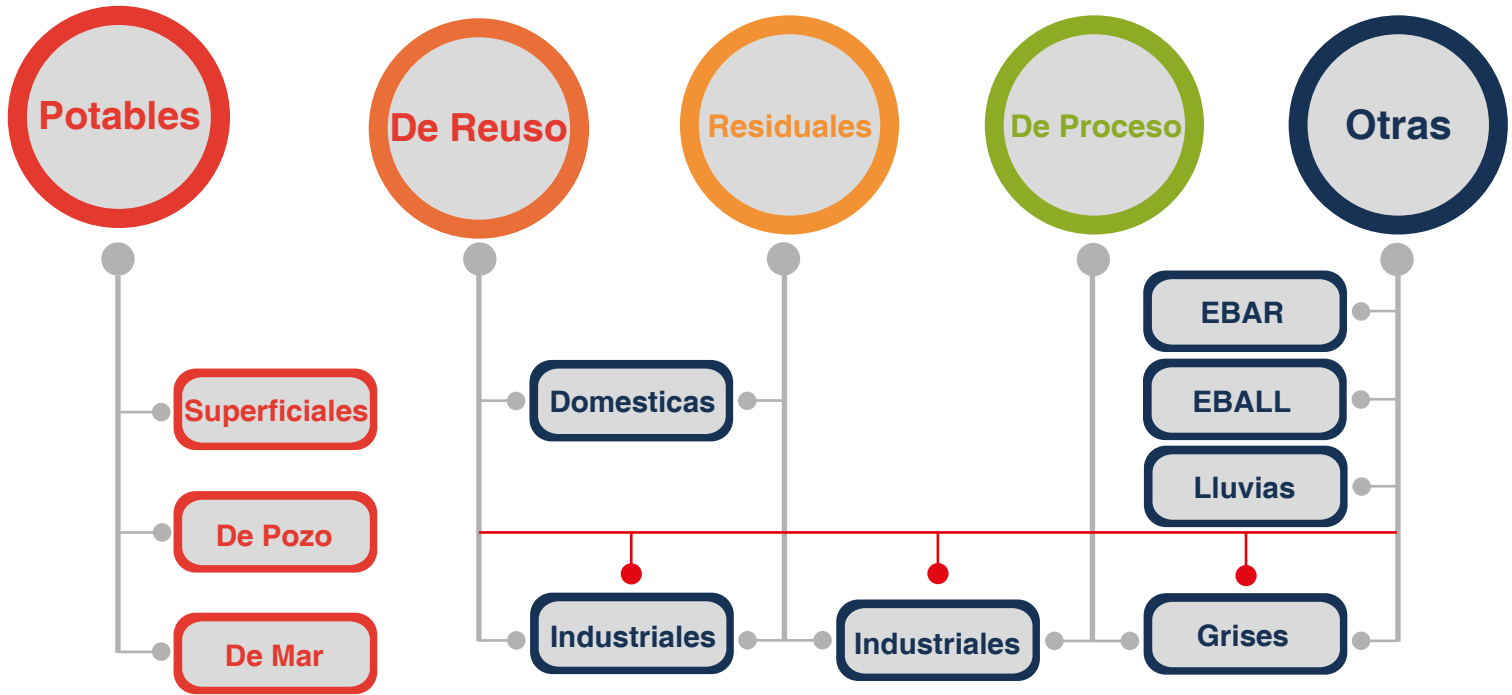 Potables
De Reuso
Residuales
De Proceso
Otras
EBAR
Superficiales
Domesticas
EBALL
Lluvias
De Pozo
De Mar
Industriales
Industriales
Grises